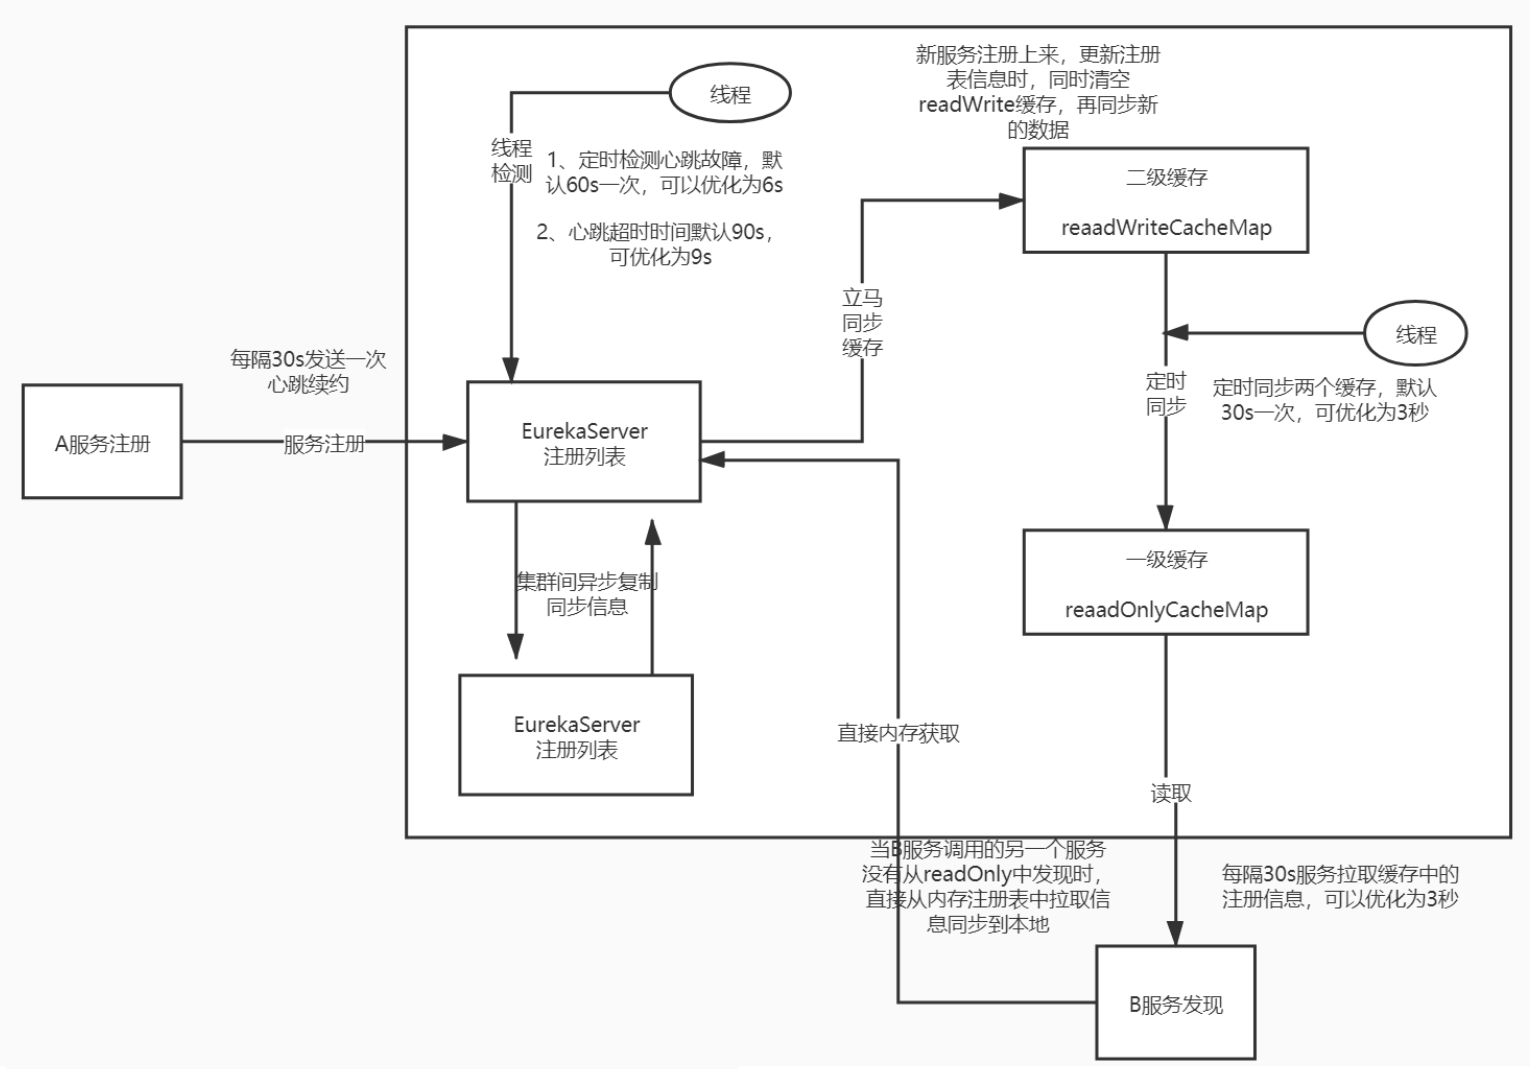 新服务注册上来，更新注册
表信息时，同时清空
readWrite缓存，再同步新
的数据
线程
线程
检测
1、定时检测心跳故障，默
认60s一次，可以优化为6s
2、心跳超时时间默认90s，
可优化为9s
二级缓存
reaadWriteCacheMap
立马
同步
缓存
线程
定时
同步
定时同步两个缓存，默认
30s一次，可优化为3秒
每隔30s发送一次
心跳续约
A服务注册
服务注册
EurekaServer
注册列表
集群间异步复制
同步信息
一级缓存
reaadOnlyCacheMap
EurekaServer
注册列表
直接内存获取
读取
当B服务调用的另一个服务
没有从readOnly中发现时，
直接从内存注册表中拉取信
息同步到本地
每隔30s服务拉取缓存中的
注册信息，可以优化为3秒
B服务发现